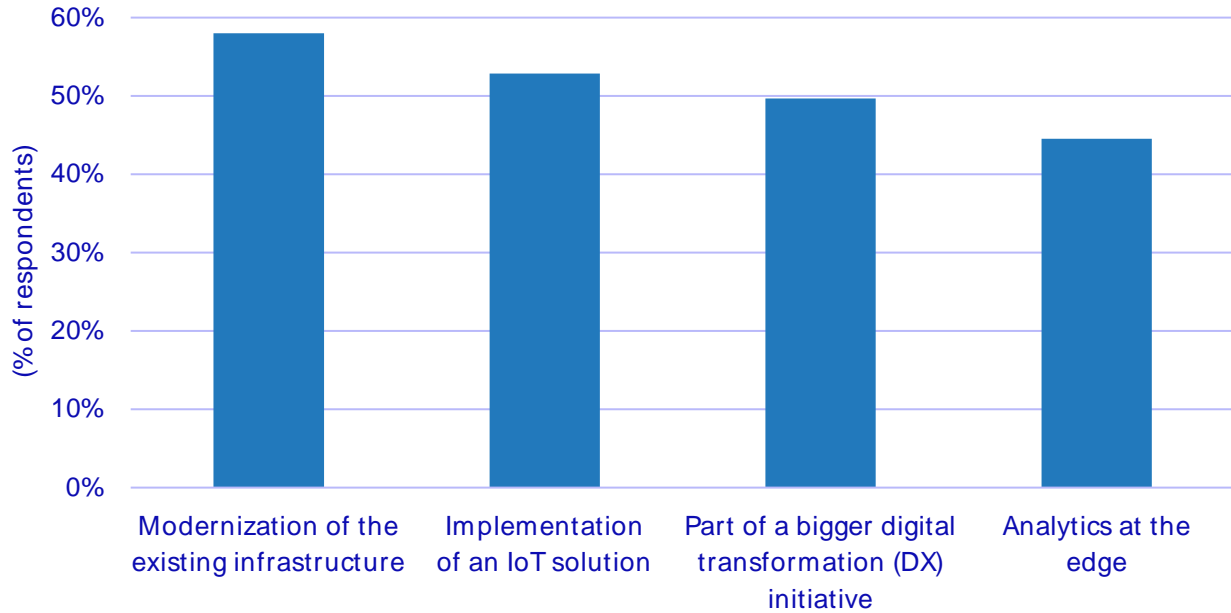 60%
50%
40%
30%
20%
10%
0%
(% of respondents)
Modernization of the
existing infrastructure
Implementation
of an IoT solution
Part of a bigger digital
transformation (DX)
initiative
Analytics at the
edge